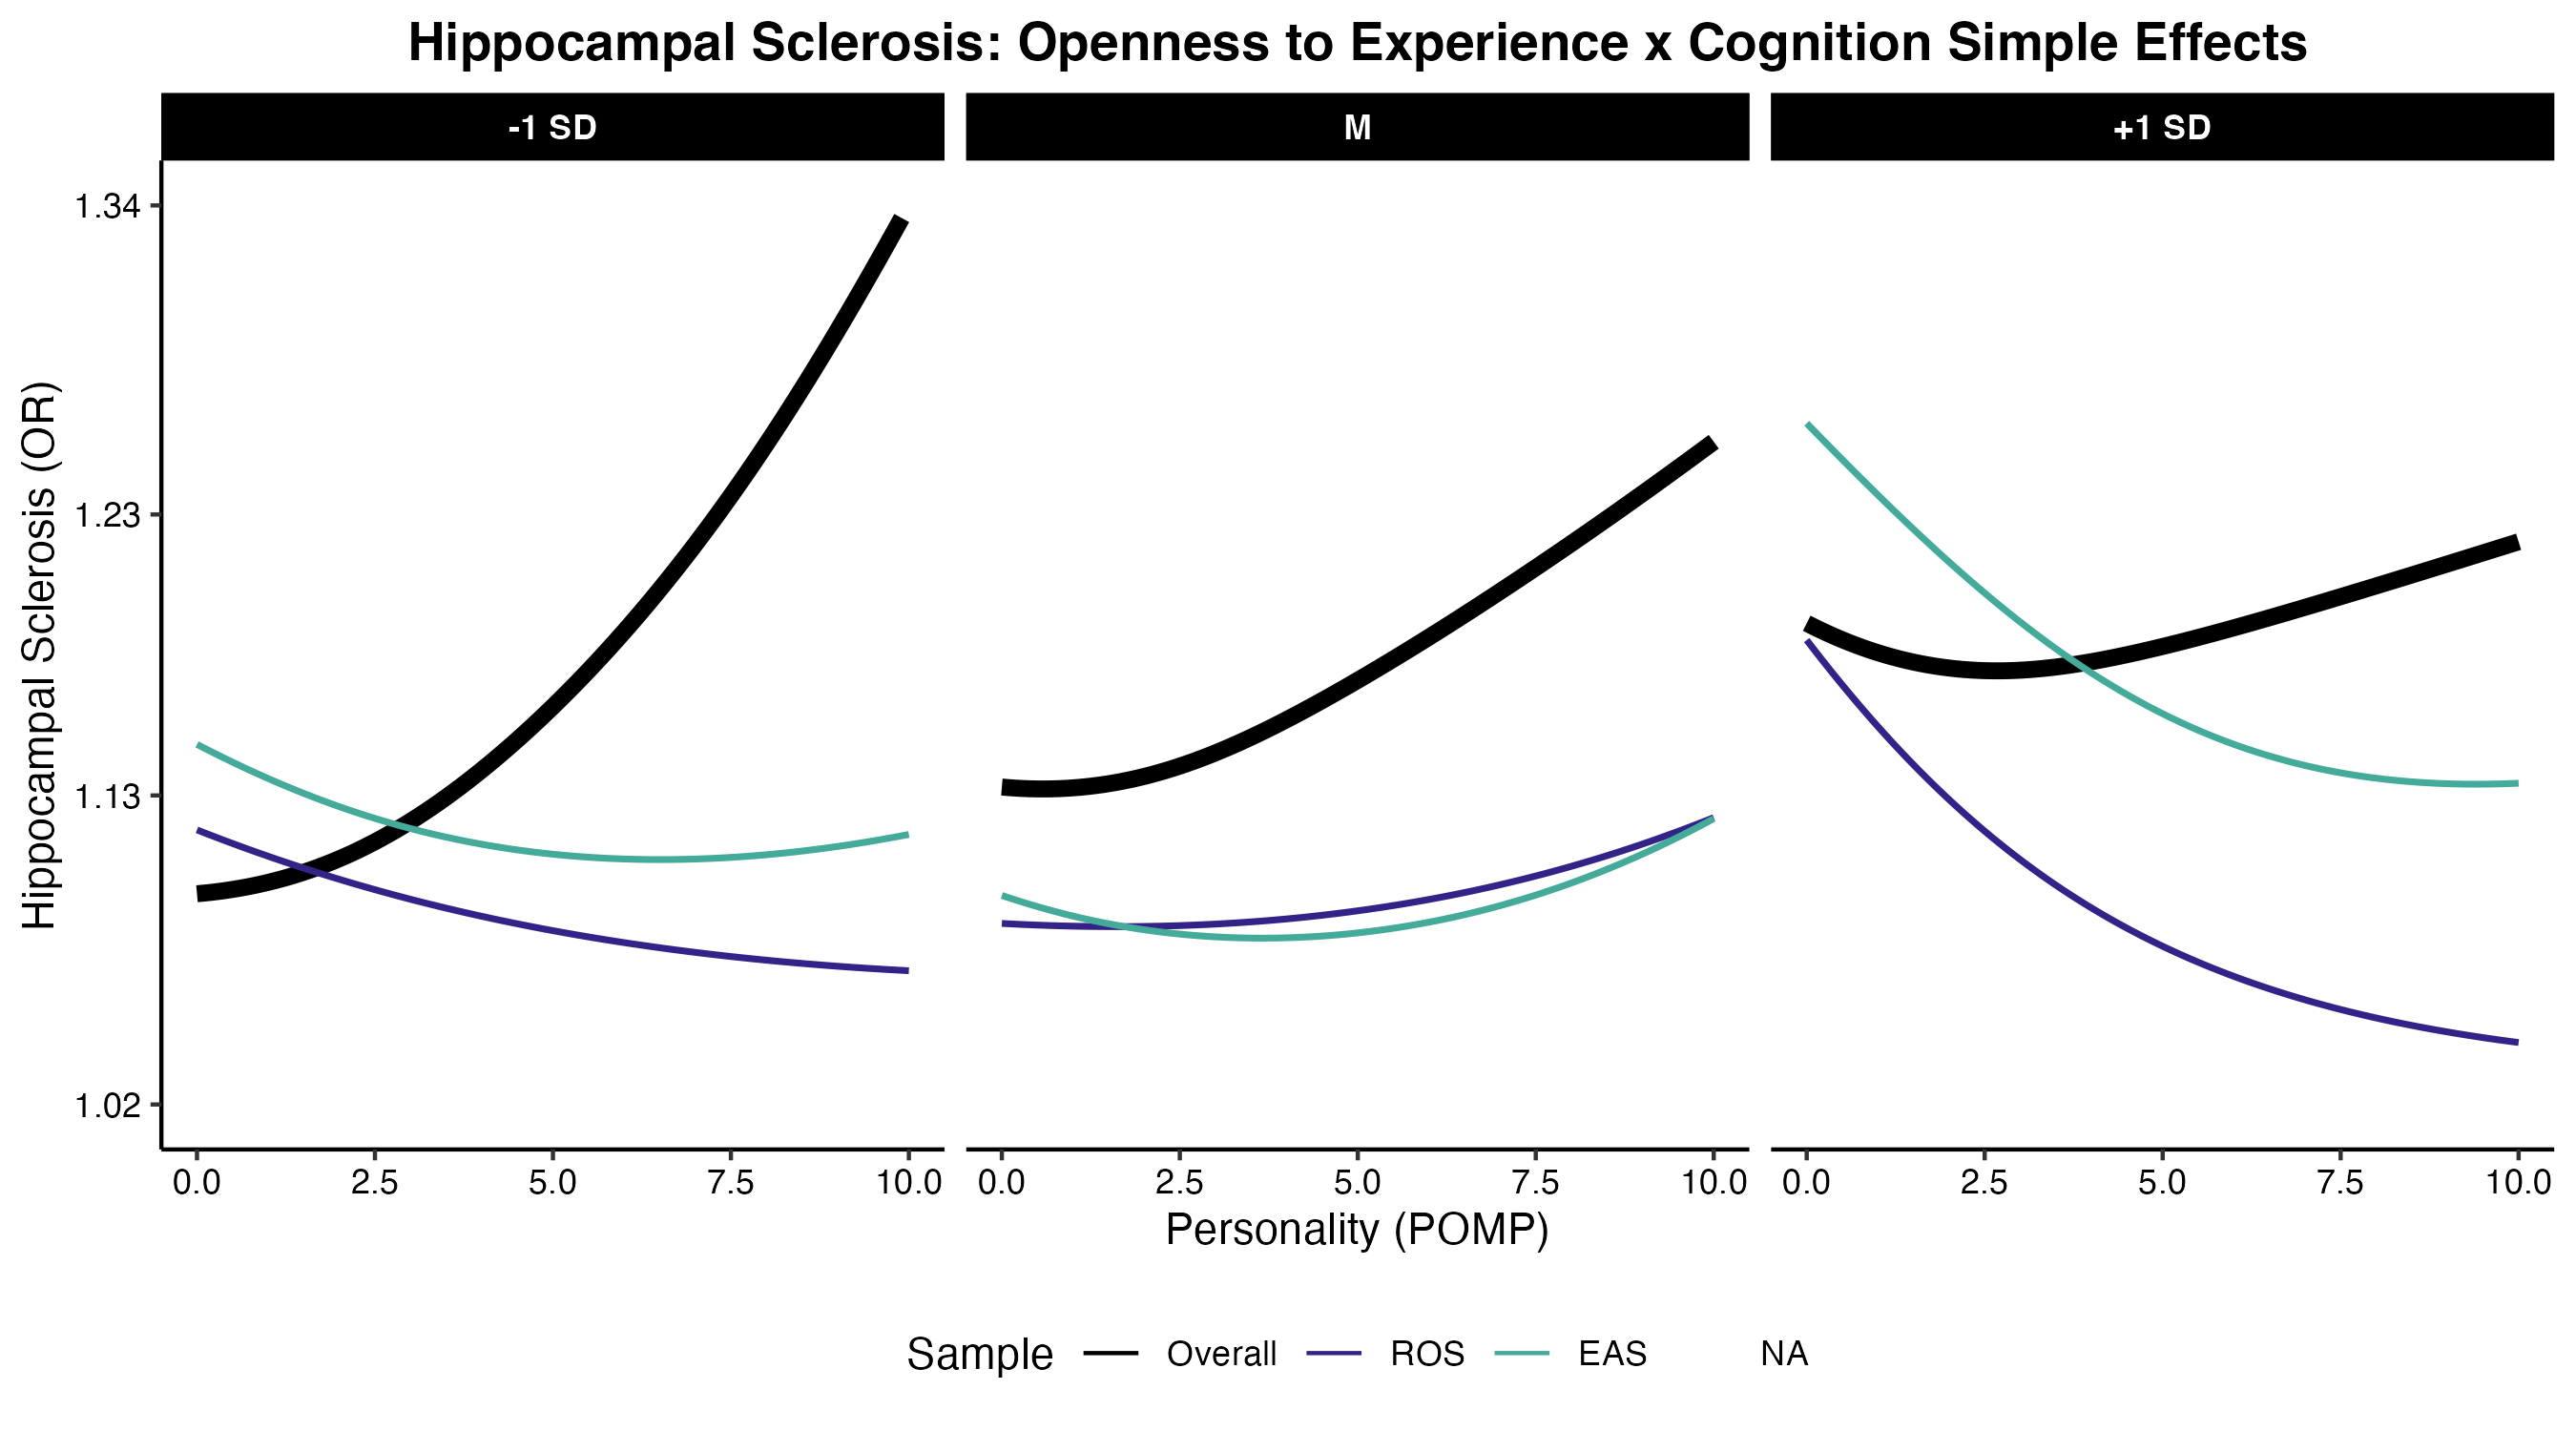 Hippocampal Sclerosis: Openness to Experience x Cognition Simple Effects
-1 SD M +1 SD
Hippocampal Sclerosis (OR)
1.34
1.23
1.13
1.02
0.0 2.5 5.0 7.5 10.0 0.0 2.5 5.0 7.5 10.0 0.0 2.5 5.0 7.5 10.0
Personality (POMP)
Sample Overall ROS EAS NA